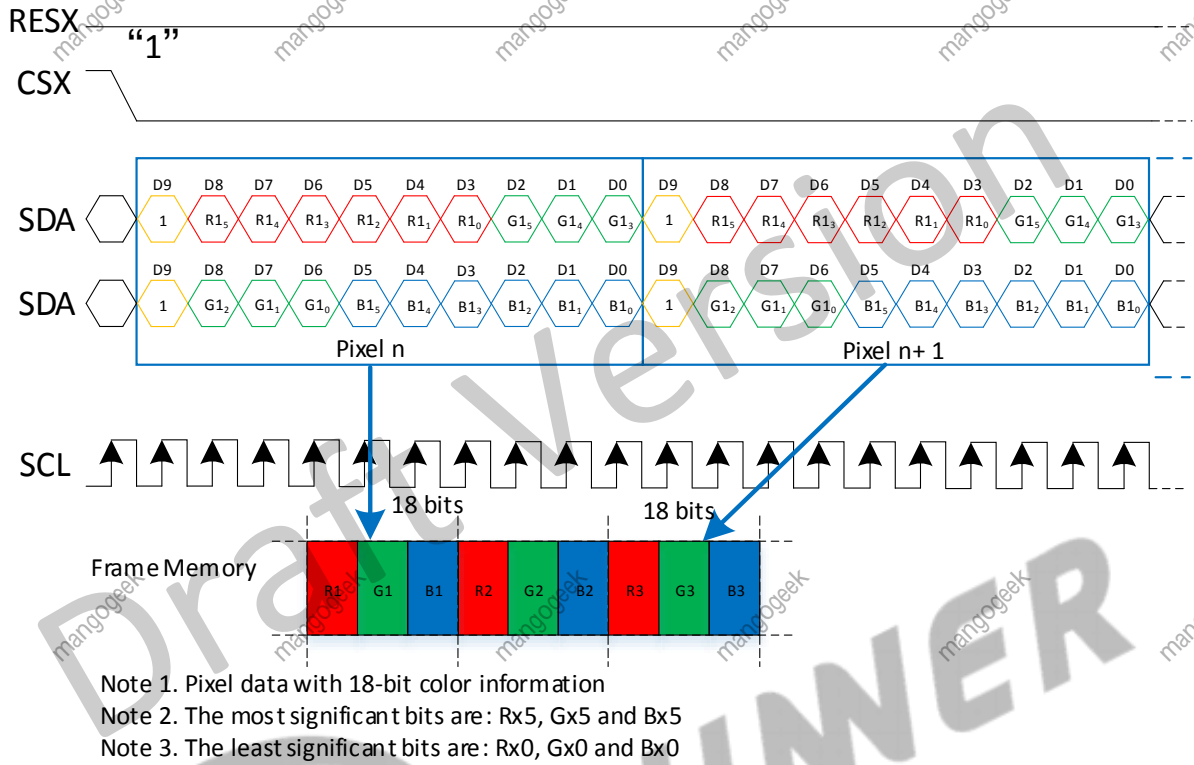 RESX
“1”
CSX
D9 D8 D7 D6 D5 D4 D3 D2 D1 D0 D9 D8 D7 D6 D5 D4 D3 D2 D1 D0
SDA 1 R1₅ R1₄ R1₃ R1₂ R1₁ R1₀ G1₅ G1₄ G1₃ 1 R1₅ R1₄ R1₃ R1₂ R1₁ R1₀ G1₅ G1₄ G1₃
D9 D8 D7 D6 D5 D4 D3 D2 D1 D0 D9 D8 D7 D6 D5 D4 D3 D2 D1 D0
SDA 1 G1₂ G1₁ G1₀ B1₅ B1₄ B1₃ B1₂ B1₁ B1₀ 1 G1₂ G1₁ G1₀ B1₅ B1₄ B1₃ B1₂ B1₁ B1₀
Pixel n Pixel n+ 1
SCL
18 bits 18 bits
Frame Memory
R1 G1 B1 R2 G2 B2 R3 G3 B3
Note 1. Pixel data with 18-bit color information
Note 2. The most significant bits are: Rx5, Gx5 and Bx5
Note 3. The least significant bits are: Rx0, Gx0 and Bx0
Draft Version
mangogeek
mangogeek
mangogeek
mangogeek
mangogeek
mangogeek
mangogeek
mangogeek